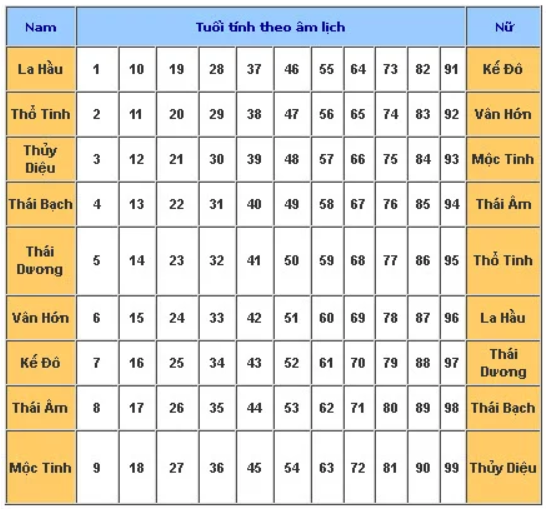 Nam Tuổi tính theo âm lịch Nữ
La Hầu 1 10 19 28 37 46 55 64 73 82 91 Kế Đô
Thổ Tinh 2 11 20 29 38 47 56 65 74 83 92 Vân Hớn
Thủy Diệu 3 12 21 30 39 48 57 66 75 84 93 Mộc Tinh
Thái Bạch 4 13 22 31 40 49 58 67 76 85 94 Thái Âm
Thái Dương 5 14 23 32 41 50 59 68 77 86 95 Thổ Tinh
Vân Hớn 6 15 24 33 42 51 60 69 78 87 96 La Hầu
Kế Đô 7 16 25 34 43 52 61 70 79 88 97 Thái Dương
Thái Âm 8 17 26 35 44 53 62 71 80 89 98 Thái Bạch
Mộc Tinh 9 18 27 36 45 54 63 72 81 90 99 Thủy Diệu